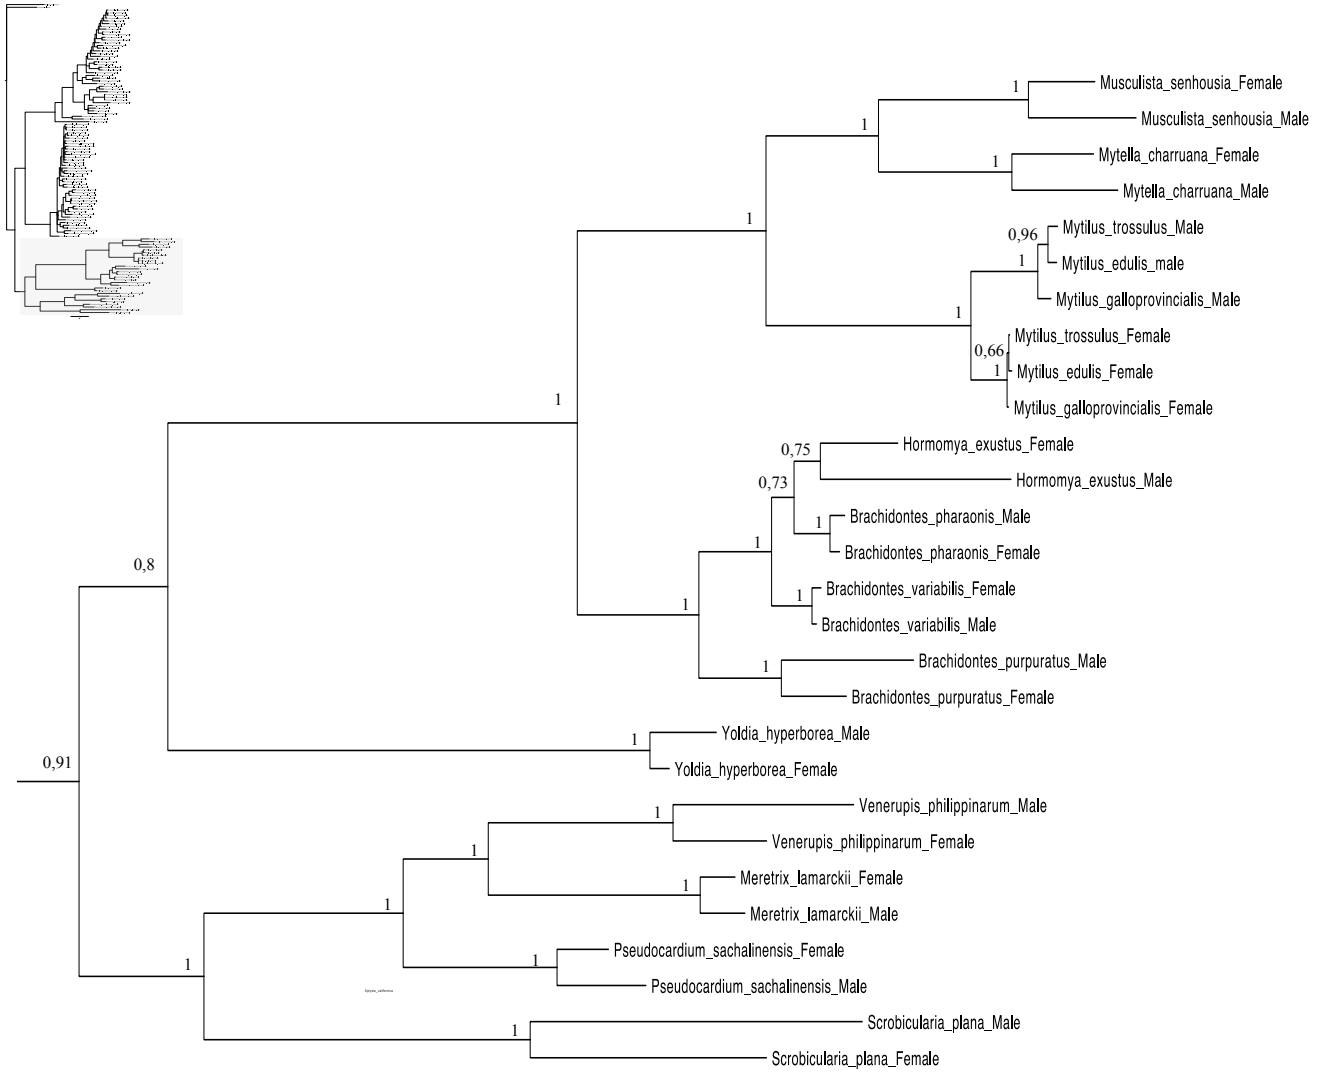 1
Musculista_senhousia_Female
1
Musculista_senhousia_Male
1
Mytella_charruana_Female
Mytella_charruana_Male
1
0,96
Mytilus_trossulus_Male
1
Mytilus_edulis_male
Mytilus_galloprovincialis_Male
1
Mytilus_trossulus_Female
0,66
1
Mytilus_edulis_Female
1
Mytilus_galloprovincialis_Female
0,75
Hormomya_exustus_Female
0,73
Hormomya_exustus_Male
1
Brachidontes_pharaonis_Male
1
Brachidontes_pharaonis_Female
0,8
1
Brachidontes_variabilis_Female
1
Brachidontes_variabilis_Male
1
Brachidontes_purpuratus_Male
Brachidontes_purpuratus_Female
1
Yoldia_hyperborea_Male
0,91
Yoldia_hyperborea_Female
1
Venerupis_philippinarum_Male
1
Venerupis_philippinarum_Female
1
Meretrix_lamarckii_Female
1
Meretrix_lamarckii_Male
1
1
Pseudocardium_sachalinensis_Female
Pseudocardium_sachalinensis_Male
1
Scrobicularia_plana_Male
Scrobicularia_plana_Female